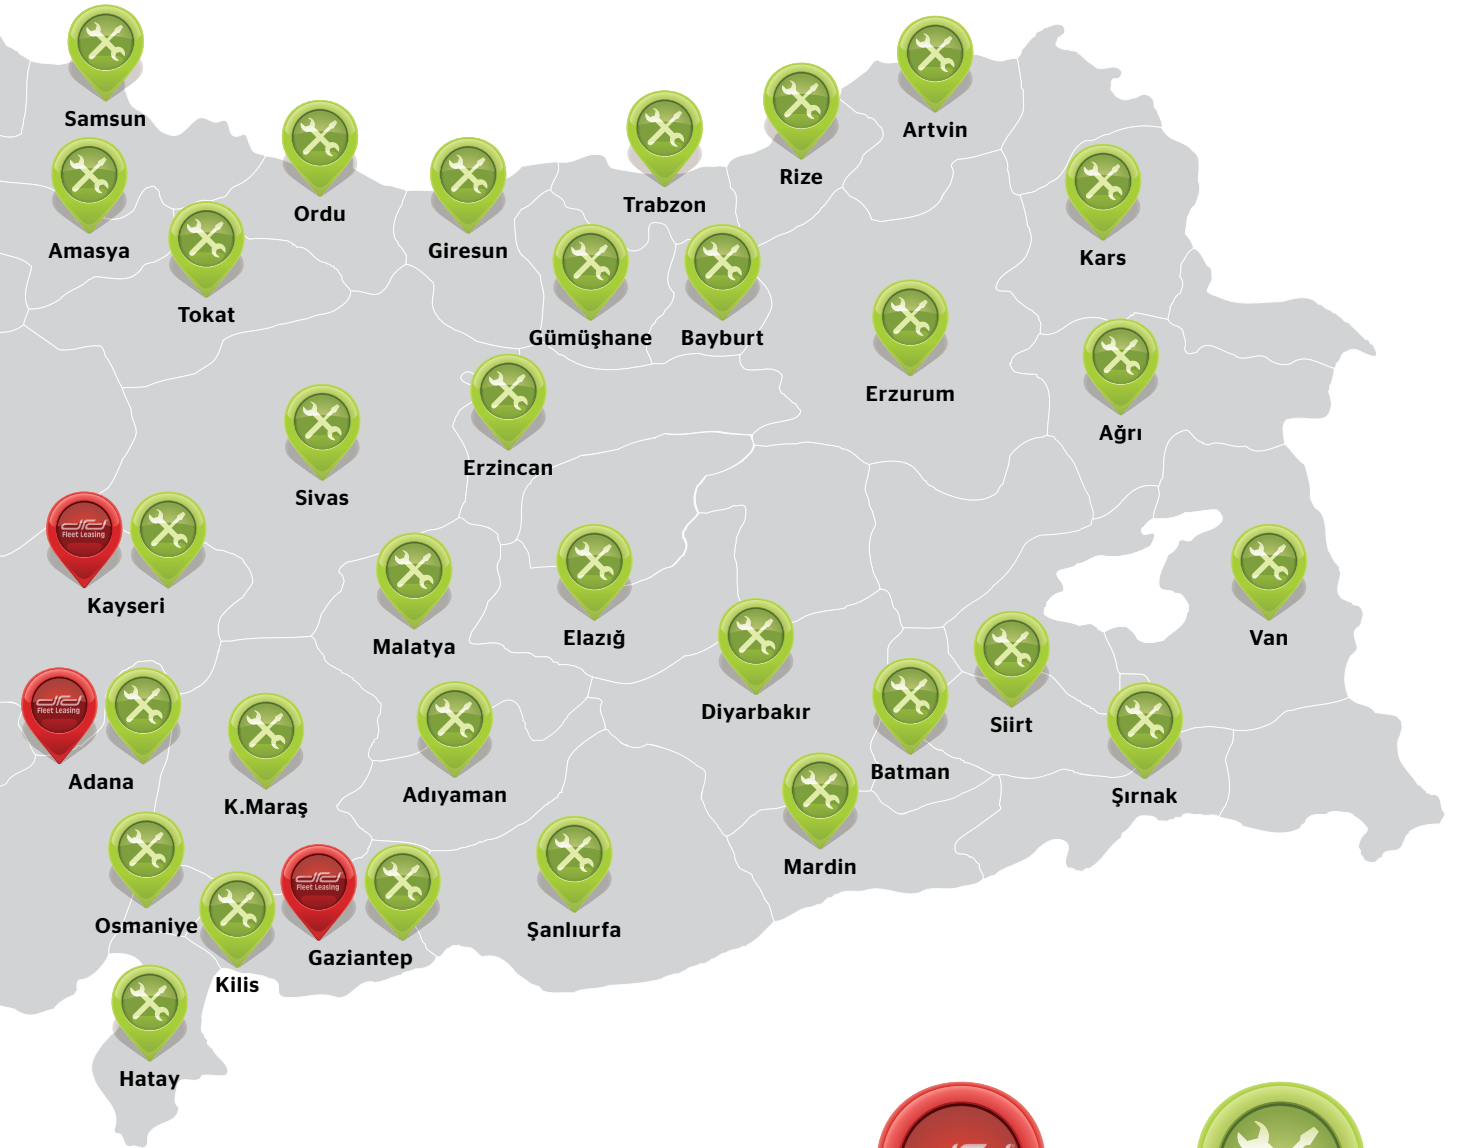 Samsun
Artvin
Rize
Trabzon
Ordu
Amasya
Giresun
Kars
Tokat
Gümüşhane
Bayburt
Erzurum
Ağrı
Erzincan
Sivas
Fleet Leasing
Kayseri
Malatya
Elazığ
Van
Fleet Leasing
Adana
Diyarbakır
Siirt
Batman
Şırnak
K.Maraş
Adıyaman
Mardin
Osmaniye
Fleet Leasing
Gaziantep
Şanlıurfa
Kilis
Hatay